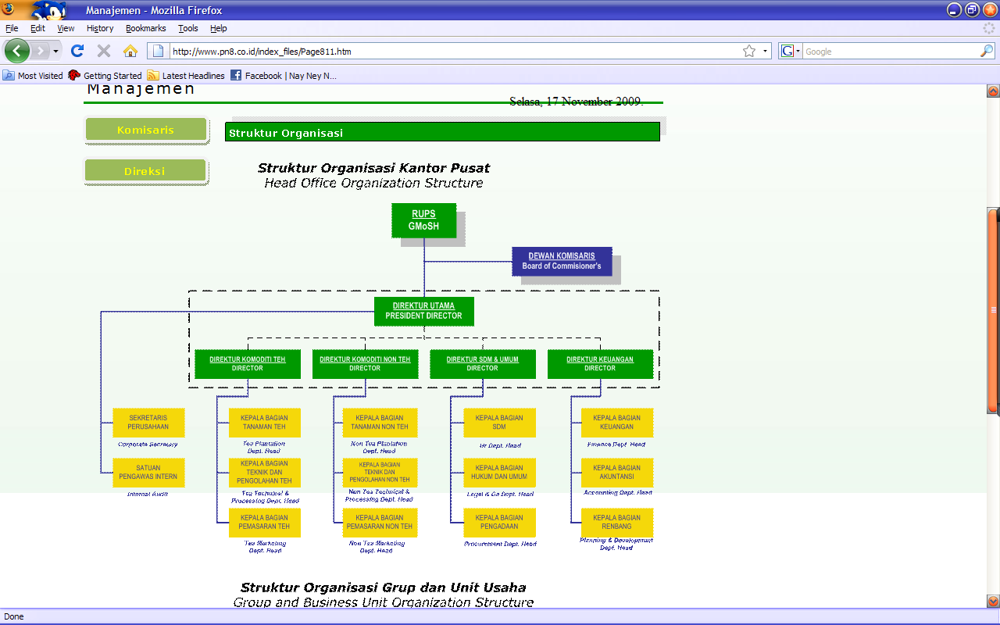 Manajemen - Mozilla Firefox
File Edit View History Bookmarks Tools Help
http://www.pn8.co.id/index_files/Page811.htm
G Google
Most Visited Getting Started Latest Headlines Facebook | Nay Ney N...
Manajemen
Selasa, 17 November 2009.
Komisaris
Struktur Organisasi
Direksi
Struktur Organisasi Kantor Pusat
Head Office Organization Structure
RUPS
GMoSH
DEWAN KOMISARIS
Board of Commisioner's
DIREKTUR UTAMA
PRESIDENT DIRECTOR
DIREKTUR KOMODITI TEH
DIRECTOR
DIREKTUR KOMODITI NON TEH
DIRECTOR
DIREKTUR SDM & UMUM
DIRECTOR
DIREKTUR KEUANGAN
DIRECTOR
SEKRETARIS
PERUSAHAAN
Corporate Secretary
KEPALA BAGIAN
TANAMAN TEH
Tea Plantation
Dept. Head
KEPALA BAGIAN
TANAMAN NON TEH
Non Tea Plantation
Dept. Head
KEPALA BAGIAN
SDM
Hr Dept. Head
KEPALA BAGIAN
KEUANGAN
Finance Dept. Head
SATUAN
PENGAWAS INTERN
Internal Audit
KEPALA BAGIAN
TEKNIK DAN
PENGOLAHAN TEH
Tea Technical &
Processing Dept. Head
KEPALA BAGIAN
TEKNIK DAN
PENGOLAHAN NON TEH
Non Tea Technical &
Processing Dept. Head
KEPALA BAGIAN
HUKUM DAN UMUM
Legal & Ga Dept. Head
KEPALA BAGIAN
AKUNTANSI
Accounting Dept. Head
KEPALA BAGIAN
PEMASARAN TEH
Tea Marketing
Dept. Head
KEPALA BAGIAN
PEMASARAN NON TEH
Non Tea Marketing
Dept. Head
KEPALA BAGIAN
PENGADAAN
Procurement Dept. Head
KEPALA BAGIAN
RENBANG
Planning & Development
Dept. Head
Struktur Organisasi Grup dan Unit Usaha
Group and Business Unit Organization Structure
Done